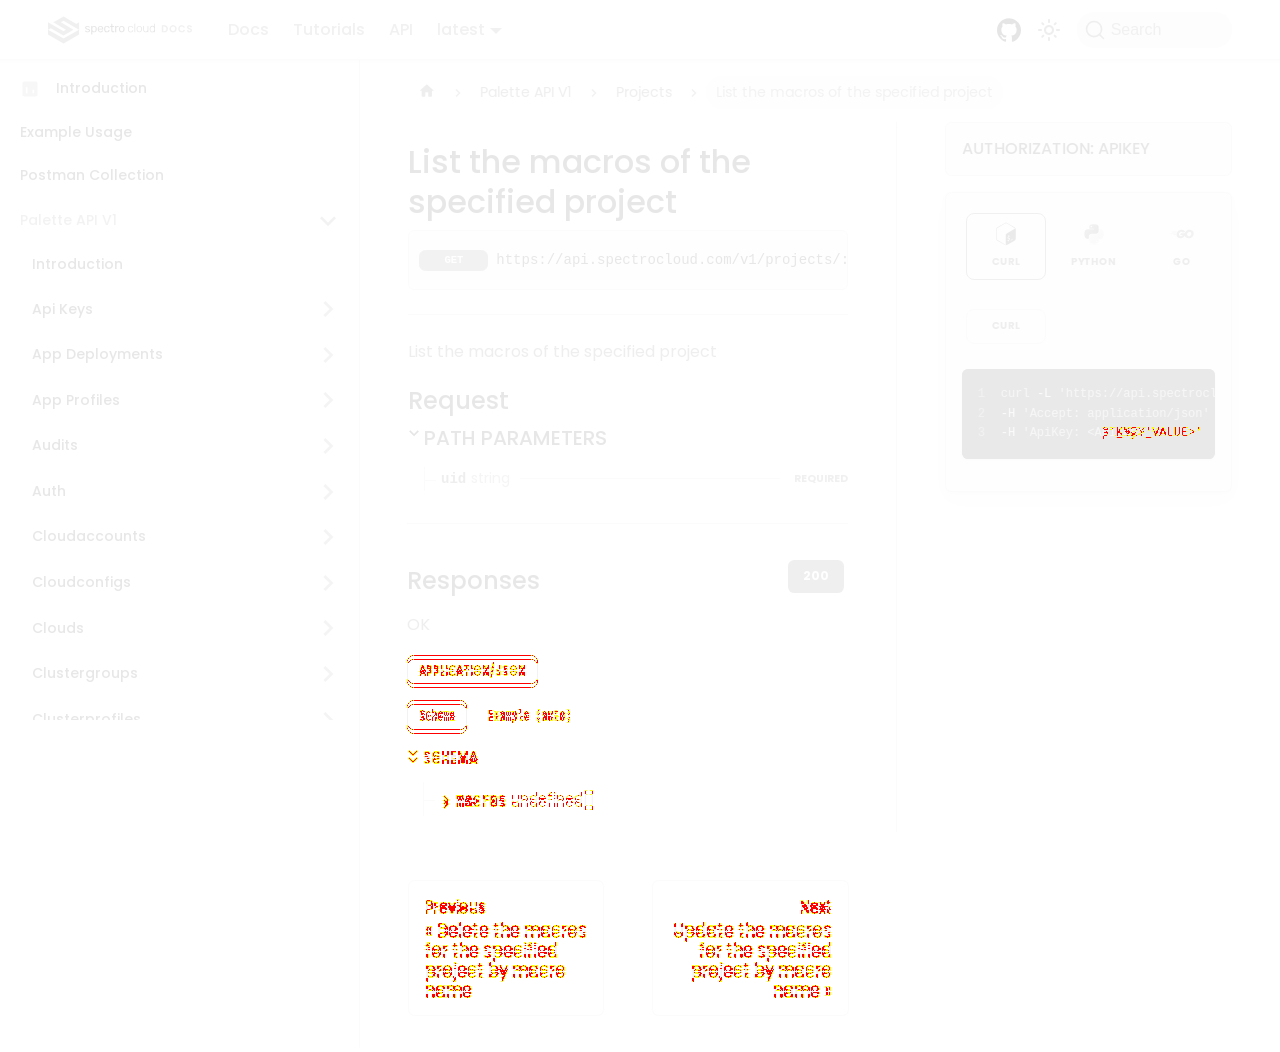 spectro cloud DOCS
Docs
Tutorials
API
latest
Search
Introduction
Example Usage
Postman Collection
Palette API V1
Introduction
Api Keys
App Deployments
App Profiles
Audits
Auth
Cloudaccounts
Cloudconfigs
Clouds
Clustergroups
Clusterprofiles
Palette API V1
Projects
List the macros of the specified project
List the macros of the
specified project
GET https://api.spectrocloud.com/v1/projects/:
List the macros of the specified project
Request
PATH PARAMETERS
uid string
REQUIRED
Responses
200
OK
APPLICATION/JSON
Schema
Example (auto)
SCHEMA
macros undefined[]
Previous
« Delete the macros
for the specified
project by macro
name
Next
Update the macros
for the specified
project by macro
name »
AUTHORIZATION: APIKEY
CURL
PYTHON
GO
GO
CURL
1 curl -L 'https://api.spectrocl
2 -H 'Accept: application/json'
3 -H 'ApiKey: <A
VALUE>'